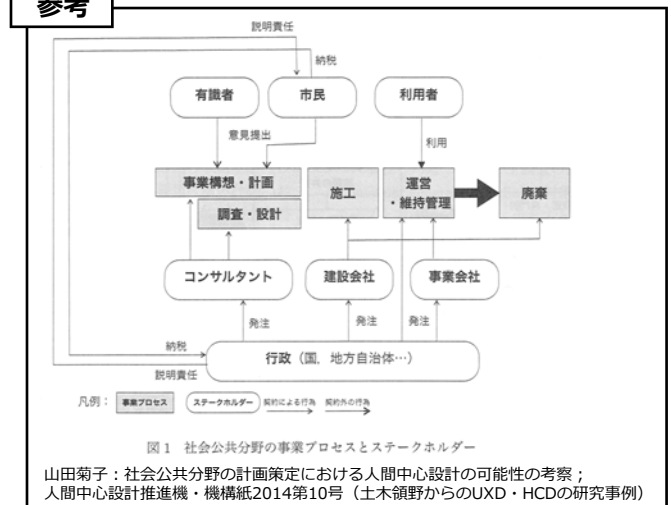 参考
説明責任
納税
有識者
市民
利用者
意見提出
利用
事業構想・計画
調査・設計
施工
運営
・維持管理
廃棄
コンサルタント
建設会社
事業会社
発注
発注
発注
納税
行政（国、地方自治体…）
説明責任
凡例：
事業プロセス
ステークホルダー
契約による行為
契約外の行為
図1 社会公共分野の事業プロセスとステークホルダー
山田菊子：社会公共分野の計画策定における人間中心設計の可能性の考察；
人間中心設計推進機・機構紙2014第10号（土木領野からのUXD・HCDの研究事例）